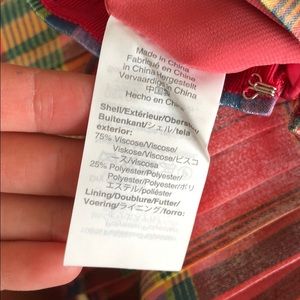 Made in China
Fabriqué en Chine
in China Hergestellt
Vervaardigd in China
中国製
Hecho en China
Shell/Extérieur/Oberstoff
Buitenkant/シェル/tela
exterior:
75% Viscose/Viscose/
Viskose/Viscose/ビスコ
ース/viscosa
25% Polyester/Polyester/
Polyester/Polyester/ポリ
エステル/poliéster
Lining/Doublure/Futter/
Voering/ライニング/forro: